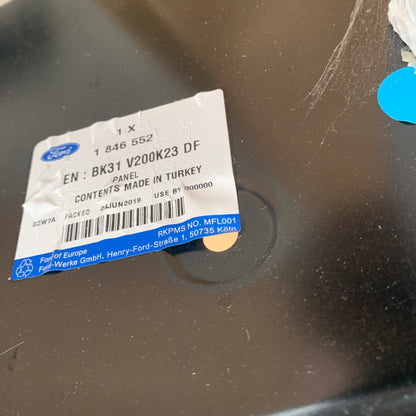 Ford
1 X
1 846 552
EN : BK31 V200K23 DF
PANEL
CONTENTS MADE IN TURKEY
GZW7A PACKED 24JUN2019 USE BY 000000
RKPMS NO. MFL001
Ford of Europe
Ford-Werke GmbH, Henry-Ford-Straße 1, 50735 Köln